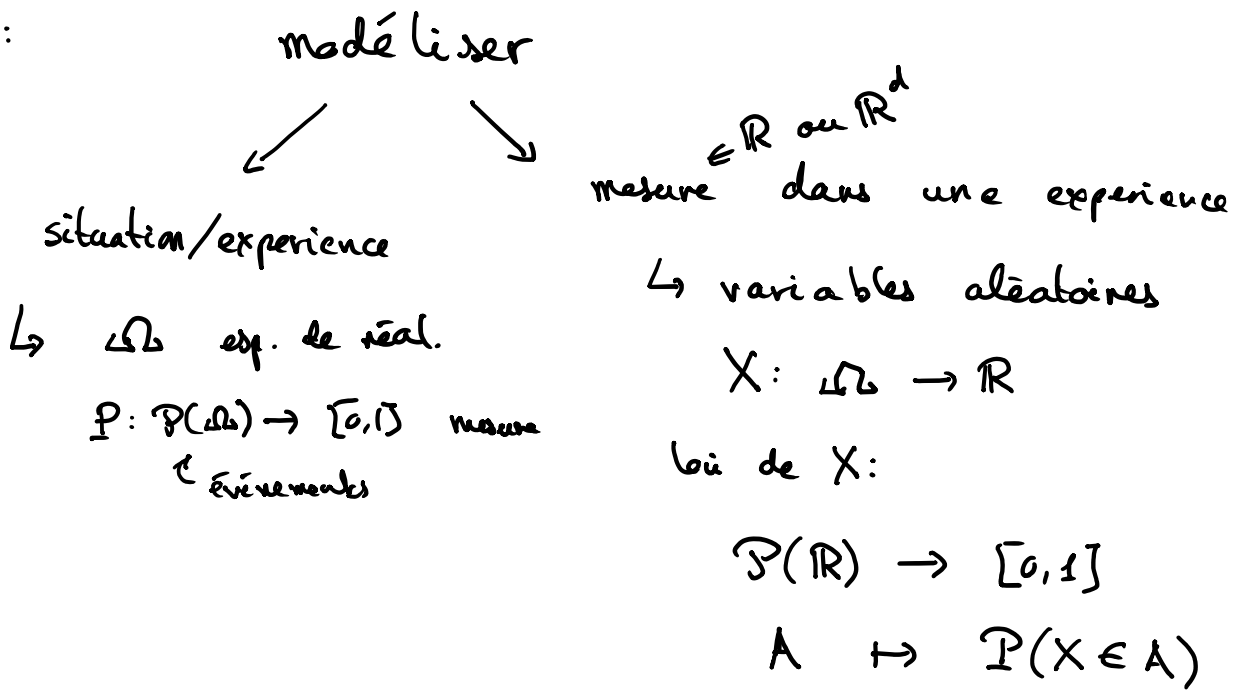 :
modéliser
∈ ℝ ou ℝ^d
mesure dans une experience
situation/experience
↳ variables aléatoires
↳ Ω esp. de réal.
X: Ω → ℝ
P: 𝒫(Ω) → [0,1] mesure
loi de X:
événements
𝒫(ℝ) → [0,1]
A ↦ P(X ∈ A)